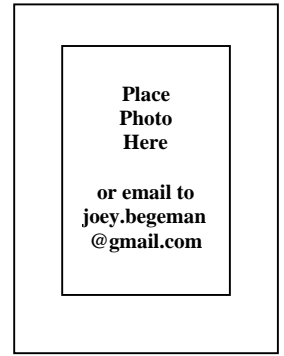 Place
Photo
Here
or email to
joey.begeman
@gmail.com